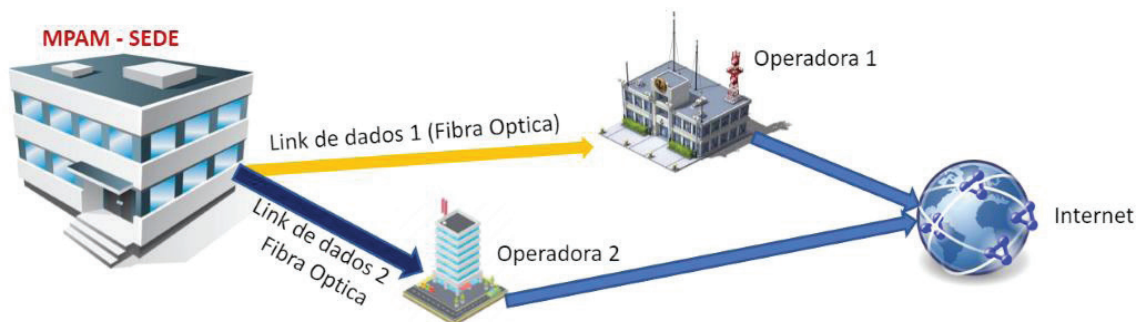 MPAM - SEDE
Operadora 1
Link de dados 1 (Fibra Optica)
Link de dados 2
Fibra Optica
Operadora 2
Internet